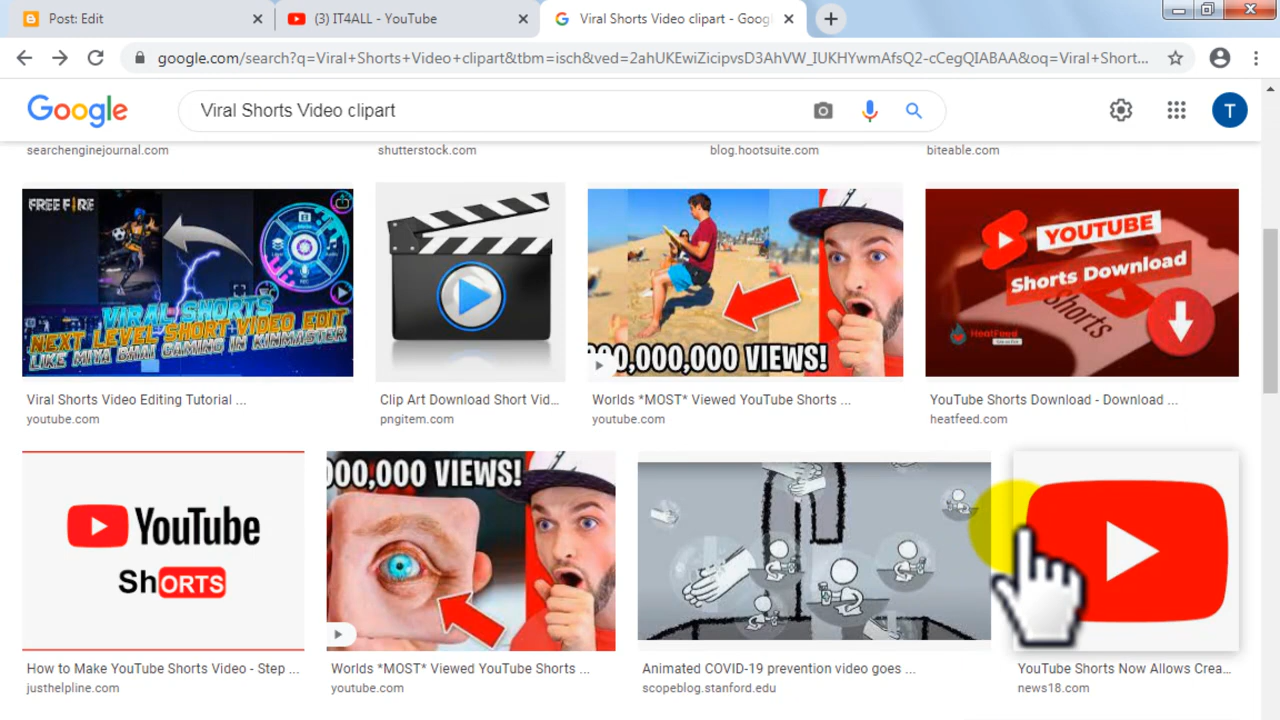 Post: Edit
(3) IT4ALL - YouTube
Viral Shorts Video clipart - Goog
google.com/search?q=Viral+Shorts+Video+clipart&tbm=isch&ved=2ahUKEwiZicipvsD3AhVW_IUKHYwmAfsQ2-cCegQIABAA&oq=Viral+Short...
Google
Viral Shorts Video clipart
T
searchenginejournal.com
shutterstock.com
blog.hootsuite.com
biteable.com
FREE FIRE
VIRAL SHORTS
NEXT LEVEL SHORT VIDEO EDIT
LIKE MIYA BHAI GAMING IN KINMASTER
00,000,000 VIEWS!
YOUTUBE
Shorts Download
Shorts
HeatFeed
Viral Shorts Video Editing Tutorial ...
youtube.com
Clip Art Download Short Vid...
pngitem.com
Worlds *MOST* Viewed YouTube Shorts ...
youtube.com
YouTube Shorts Download - Download ...
heatfeed.com
YouTube
ShORTS
000,000 VIEWS!
How to Make YouTube Shorts Video - Step ...
justhelpline.com
Worlds *MOST* Viewed YouTube Shorts ...
youtube.com
Animated COVID-19 prevention video goes ...
scopeblog.stanford.edu
YouTube Shorts Now Allows Crea...
news18.com